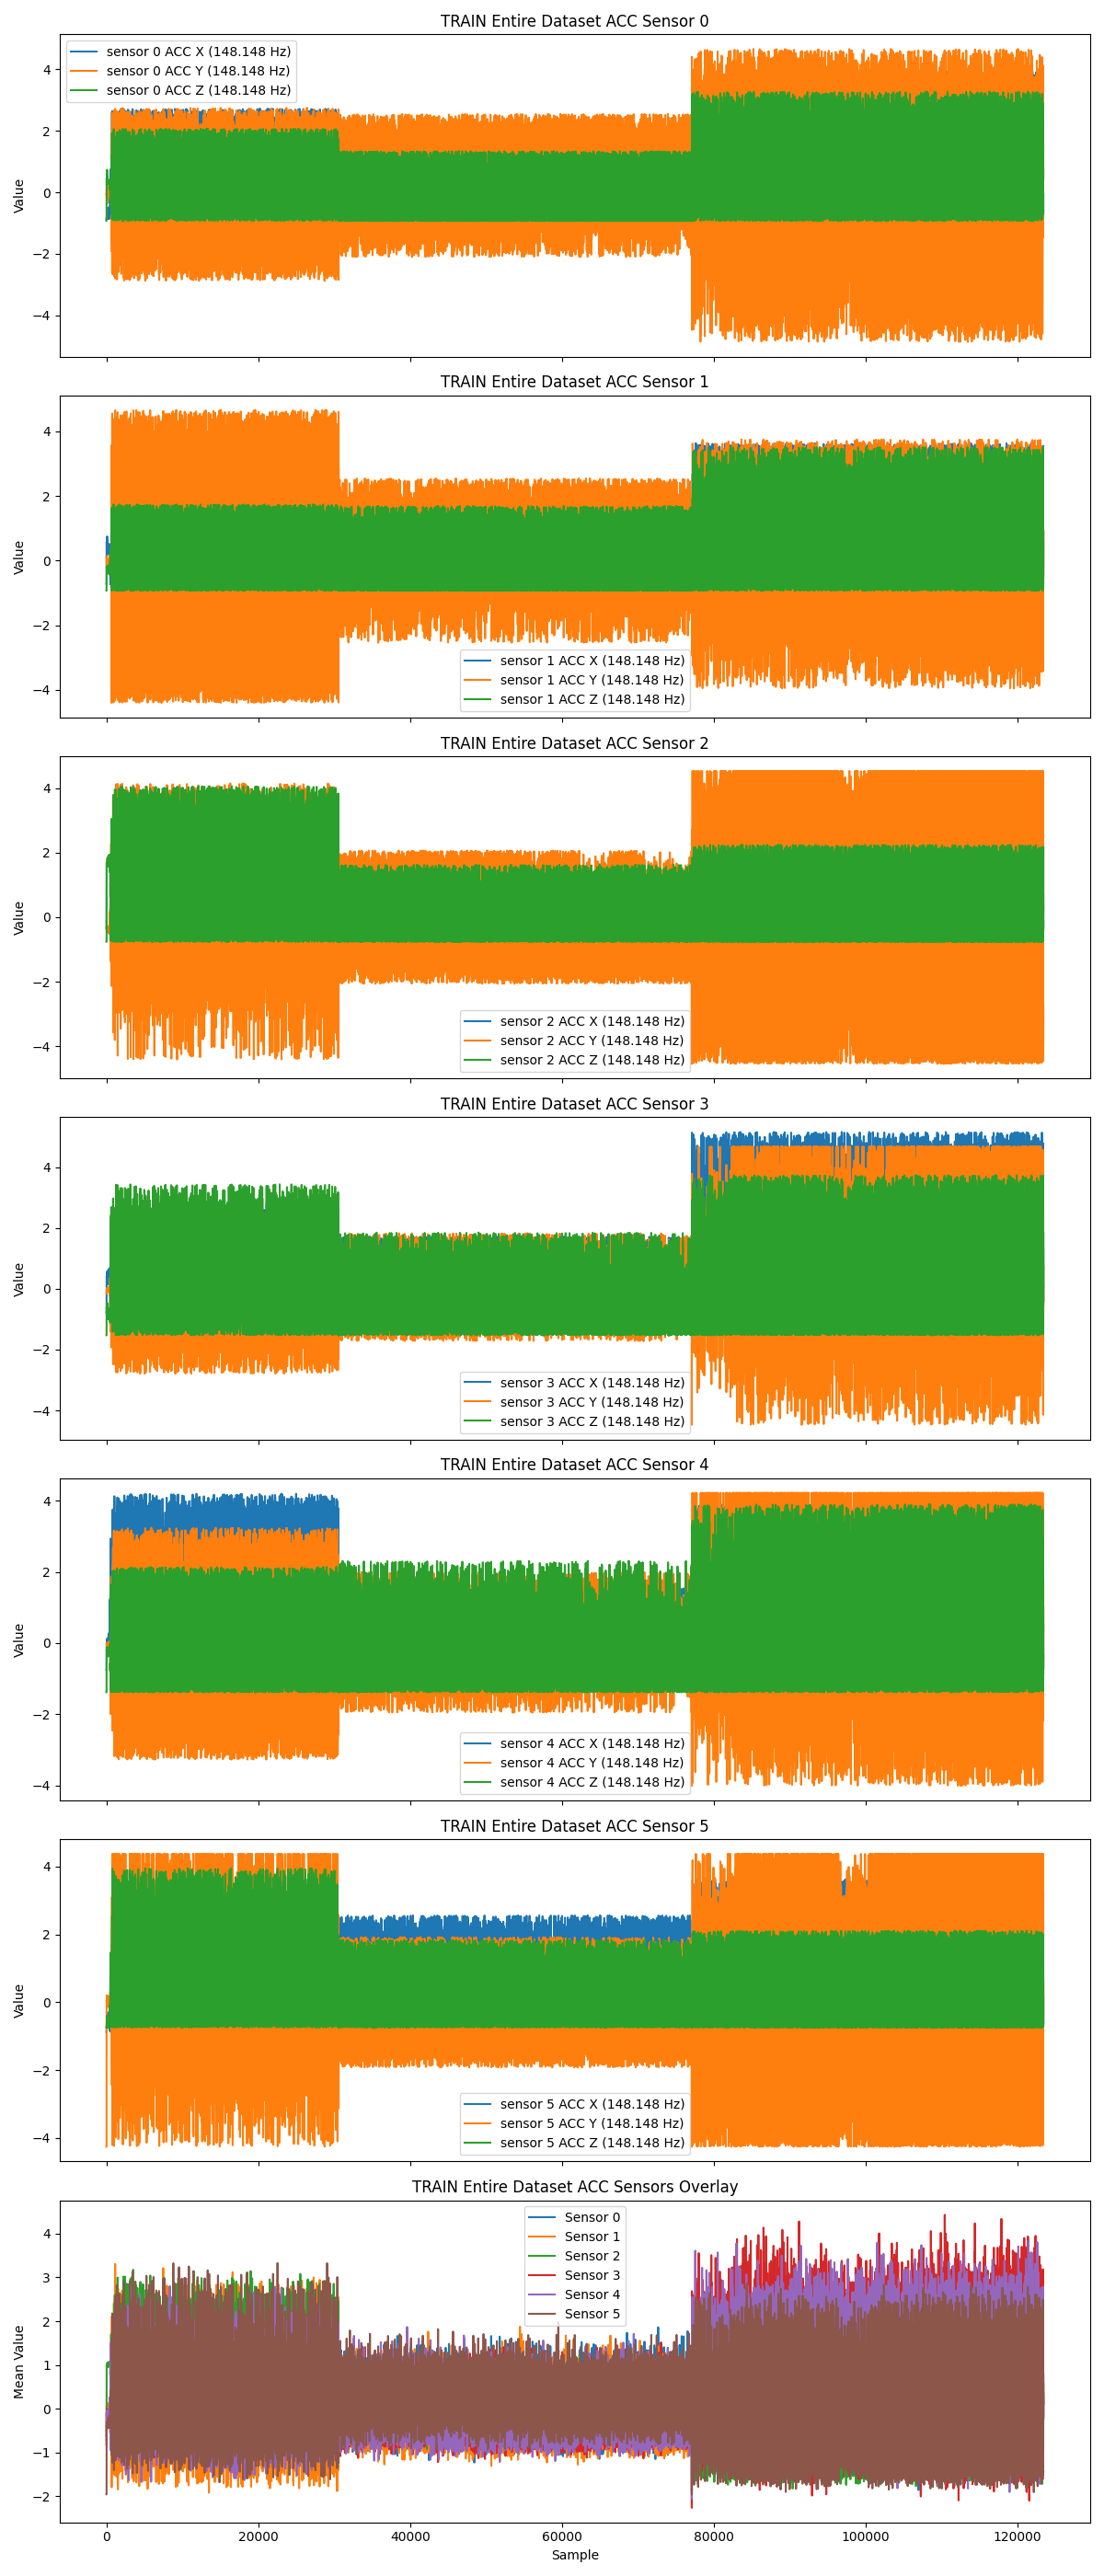 TRAIN Entire Dataset ACC Sensor 0
sensor 0 ACC X (148.148 Hz)
sensor 0 ACC Y (148.148 Hz)
sensor 0 ACC Z (148.148 Hz)
4
2
0
−2
−4
Value
TRAIN Entire Dataset ACC Sensor 1
4
2
0
−2
−4
Value
sensor 1 ACC X (148.148 Hz)
sensor 1 ACC Y (148.148 Hz)
sensor 1 ACC Z (148.148 Hz)
TRAIN Entire Dataset ACC Sensor 2
4
2
0
−2
−4
Value
sensor 2 ACC X (148.148 Hz)
sensor 2 ACC Y (148.148 Hz)
sensor 2 ACC Z (148.148 Hz)
TRAIN Entire Dataset ACC Sensor 3
4
2
0
−2
−4
Value
sensor 3 ACC X (148.148 Hz)
sensor 3 ACC Y (148.148 Hz)
sensor 3 ACC Z (148.148 Hz)
TRAIN Entire Dataset ACC Sensor 4
4
2
0
−2
−4
Value
sensor 4 ACC X (148.148 Hz)
sensor 4 ACC Y (148.148 Hz)
sensor 4 ACC Z (148.148 Hz)
TRAIN Entire Dataset ACC Sensor 5
4
2
0
−2
−4
Value
sensor 5 ACC X (148.148 Hz)
sensor 5 ACC Y (148.148 Hz)
sensor 5 ACC Z (148.148 Hz)
TRAIN Entire Dataset ACC Sensors Overlay
Sensor 0
Sensor 1
Sensor 2
Sensor 3
Sensor 4
Sensor 5
4
3
2
1
0
−1
−2
Mean Value
0 20000 40000 60000 80000 100000 120000
Sample